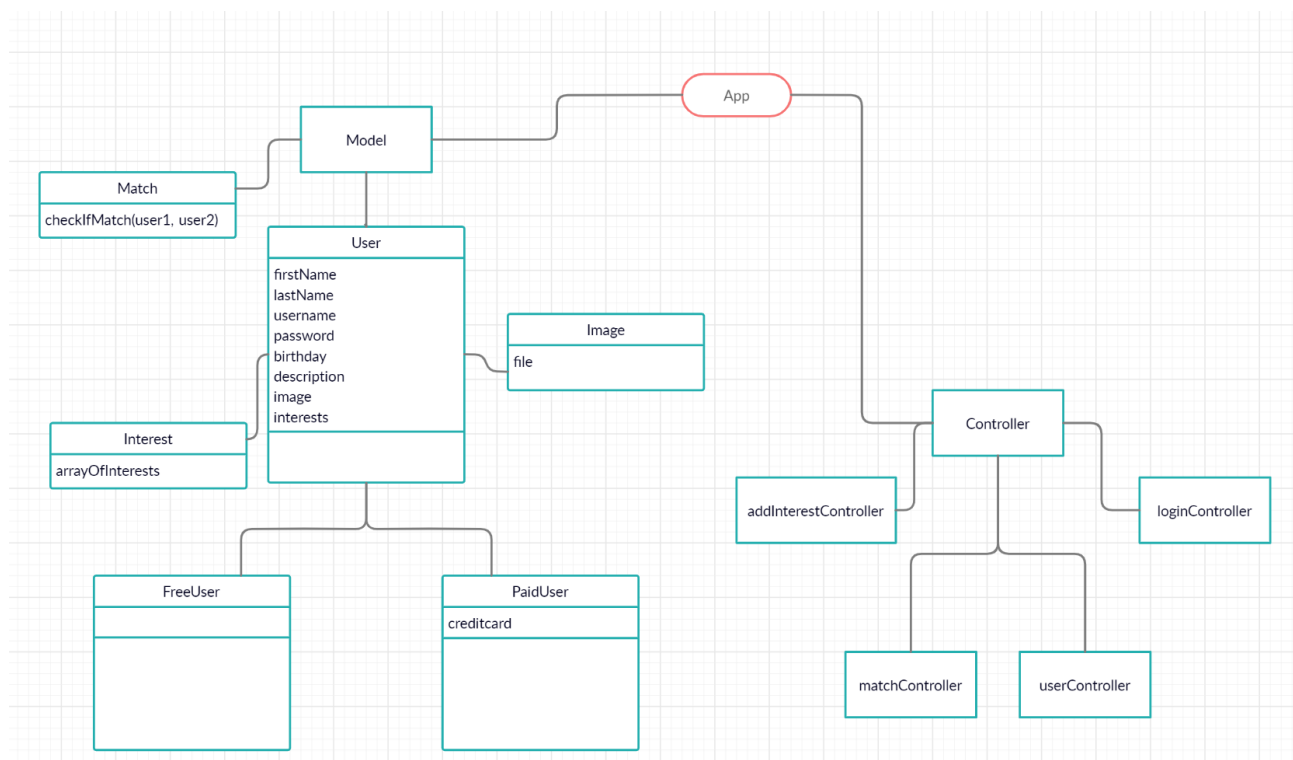 App
Model
Match
checkIfMatch(user1, user2)
User
firstName
lastName
username
password
birthday
description
image
interests
Image
file
Interest
arrayOfInterests
FreeUser
PaidUser
creditcard
Controller
addInterestController
loginController
matchController
userController